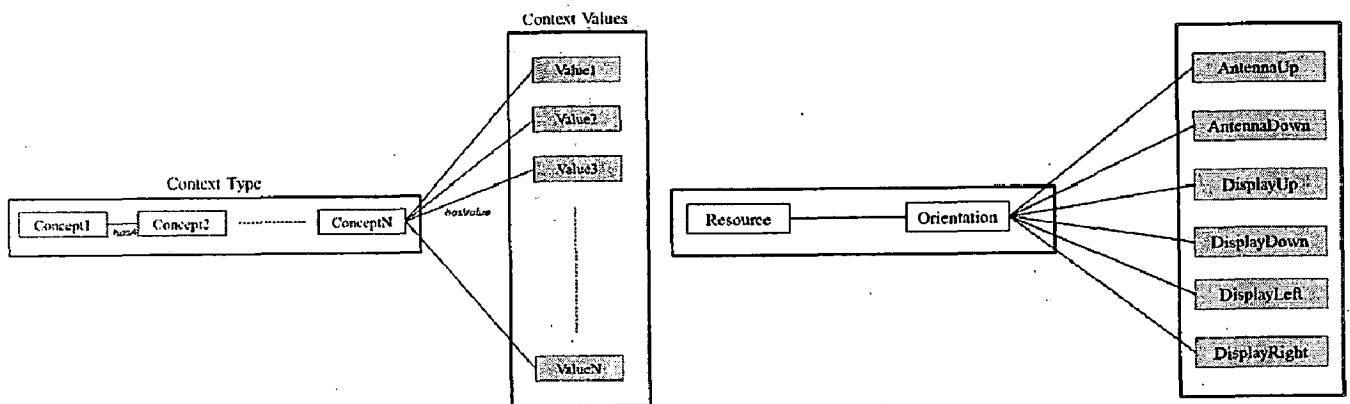 Context Values
Value1
Value2
Value3
ValueN
hasValue
Context Type
Concept1
hasA
Concept2
ConceptN
Resource
Orientation
AntennaUp
AntennaDown
DisplayUp
DisplayDown
DisplayLeft
DisplayRight